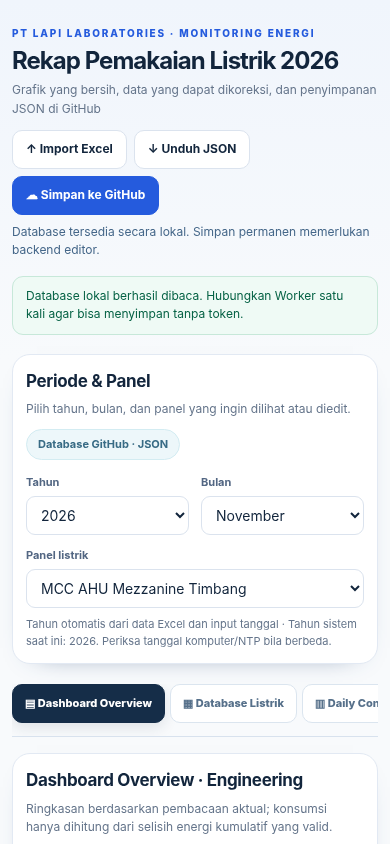 PT LAPI LABORATORIES · MONITORING ENERGI
Rekap Pemakaian Listrik 2026
Grafik yang bersih, data yang dapat dikoreksi, dan penyimpanan
JSON di GitHub
↑ Import Excel
↓ Unduh JSON
☁ Simpan ke GitHub
Database tersedia secara lokal. Simpan permanen memerlukan
backend editor.
Database lokal berhasil dibaca. Hubungkan Worker satu
kali agar bisa menyimpan tanpa token.
Periode & Panel
Pilih tahun, bulan, dan panel yang ingin dilihat atau diedit.
Database GitHub · JSON
Tahun
Bulan
2026
November
Panel listrik
MCC AHU Mezzanine Timbang
Tahun otomatis dari data Excel dan input tanggal · Tahun sistem
saat ini: 2026. Periksa tanggal komputer/NTP bila berbeda.
▤ Dashboard Overview
▦ Database Listrik
▥ Daily Con
Dashboard Overview · Engineering
Ringkasan berdasarkan pembacaan aktual; konsumsi
hanya dihitung dari selisih energi kumulatif yang valid.